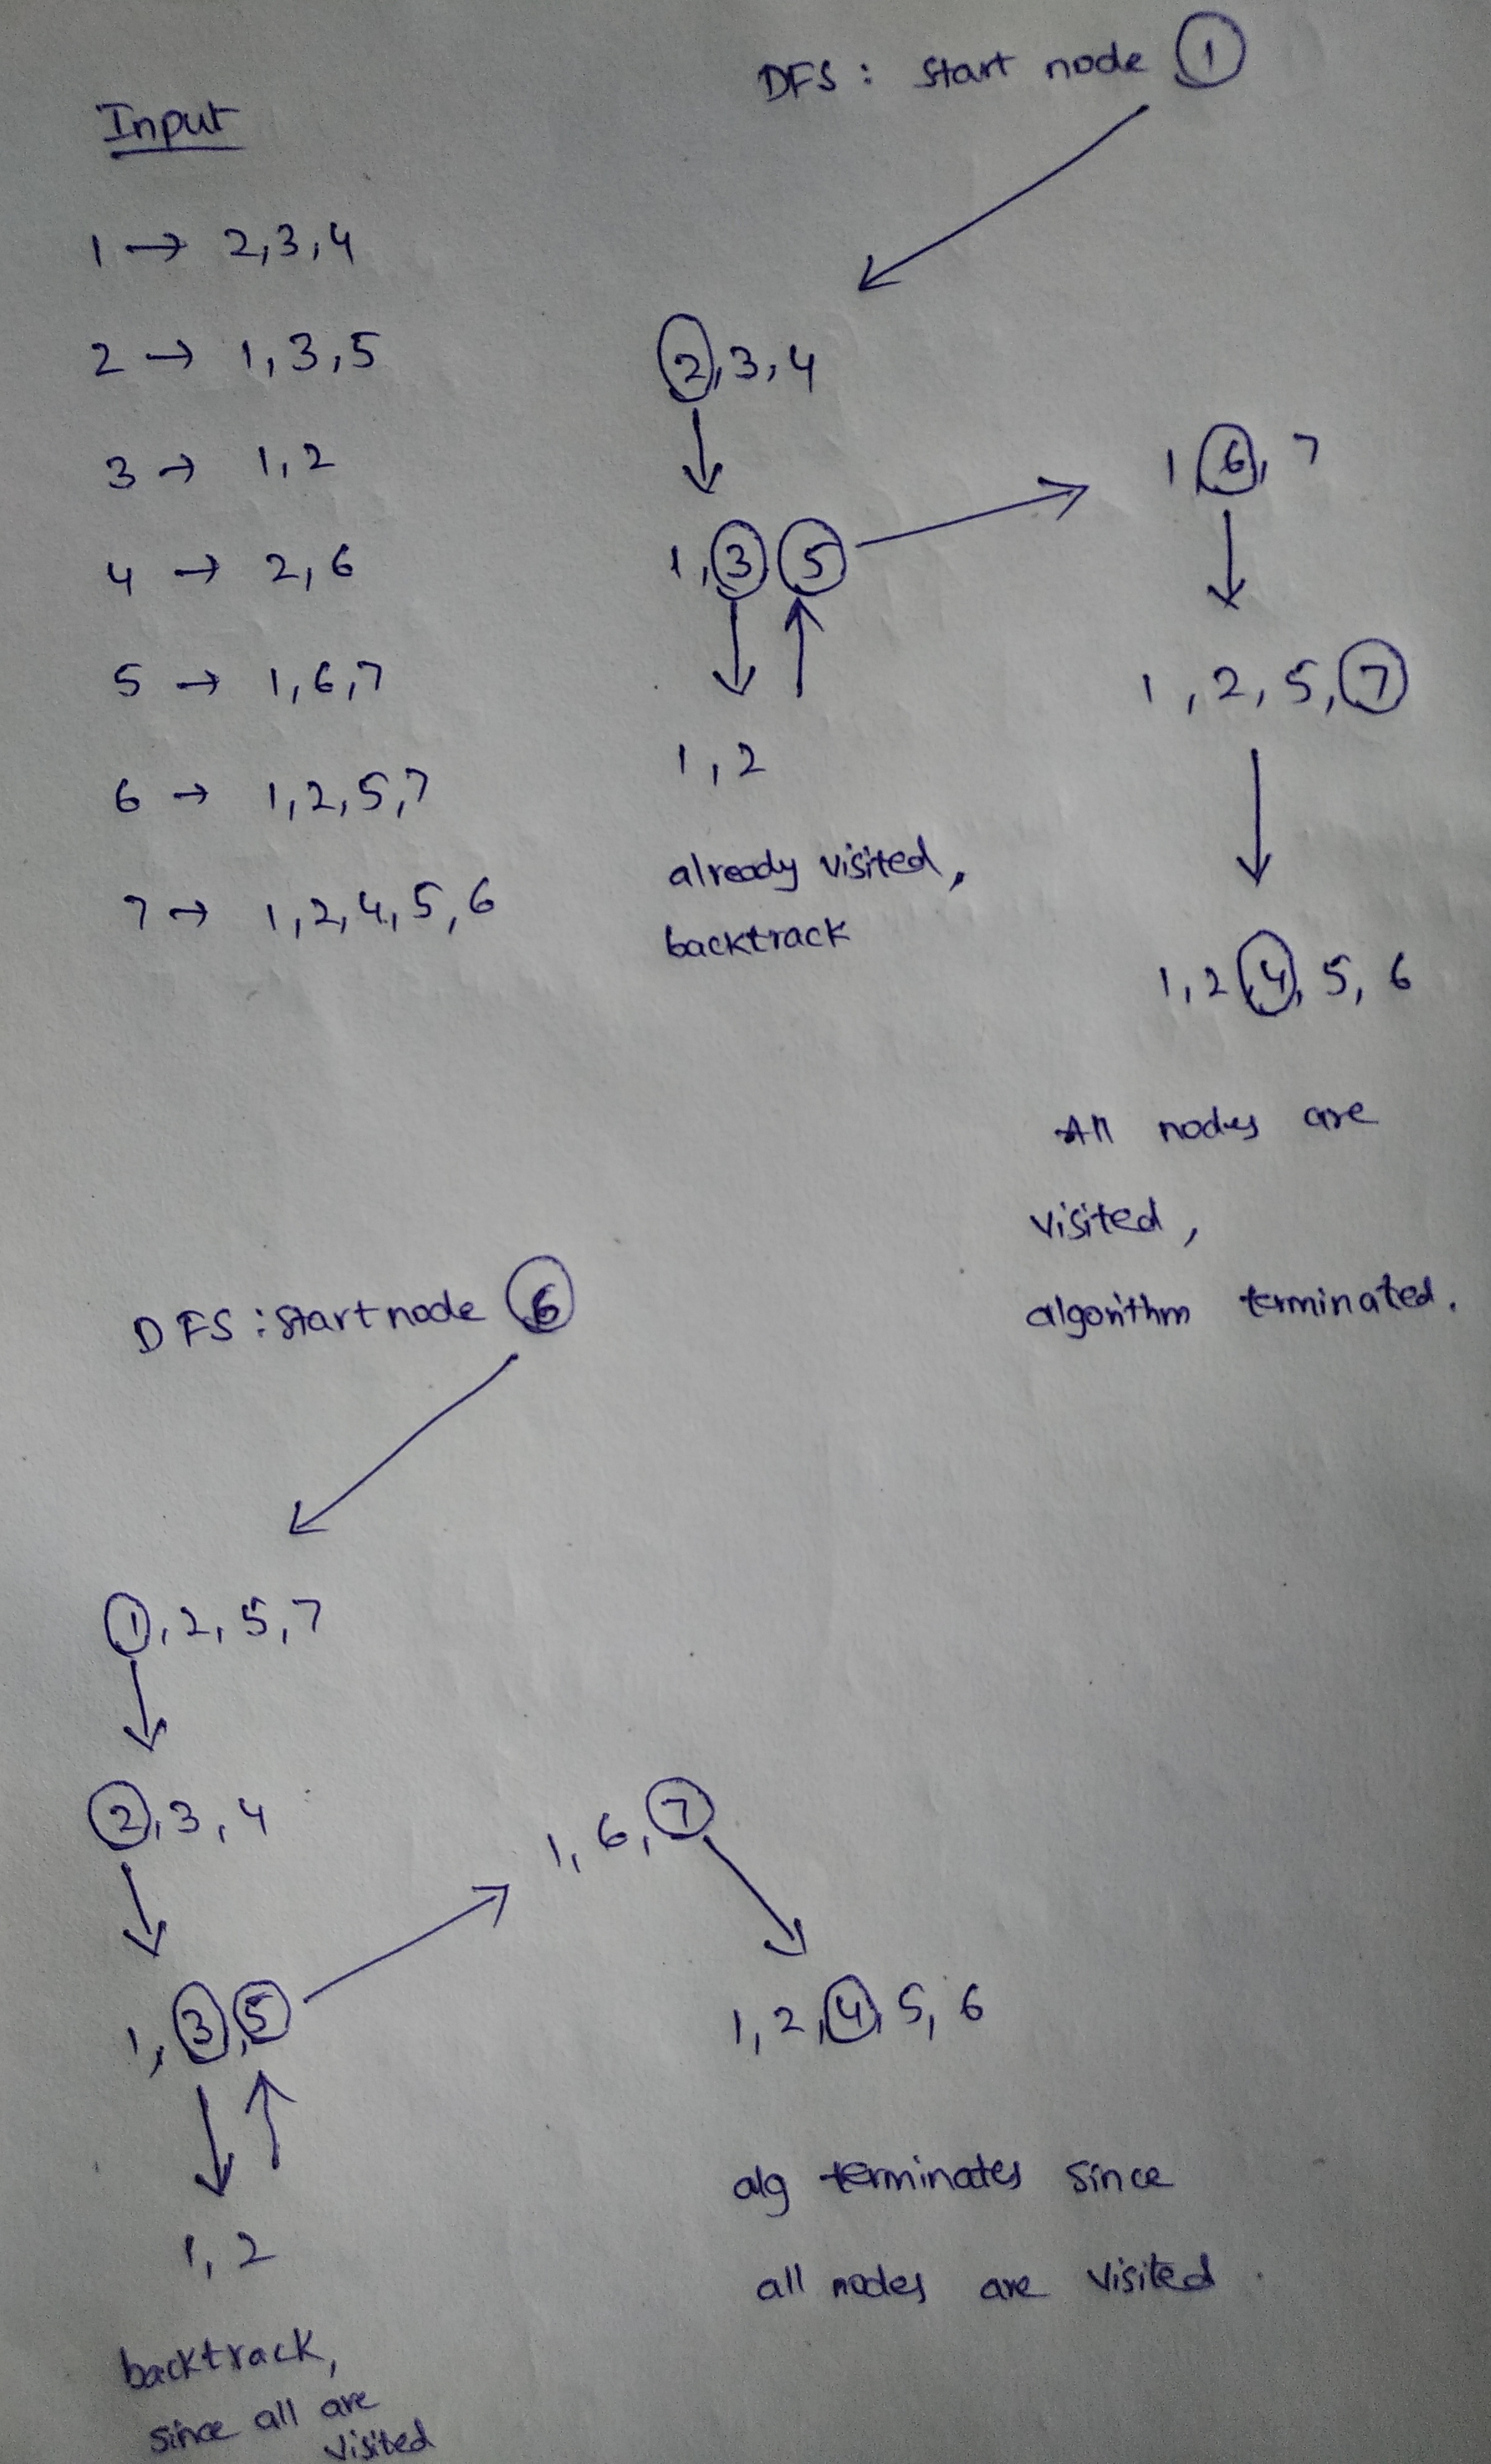 Input
1 → 2,3,4
2 → 1,3,5
3 → 1,2
4 → 2,6
5 → 1,6,7
6 → 1,2,5,7
7 → 1,2,4,5,6
DFS: Start node 1
2,3,4
1,3 5
1,2
already visited,
backtrack
1 6, 7
1,2,5,7
1,2 4, 5, 6
All nodes are
visited,
algorithm terminated.
DFS: Start node 6
1,2,5,7
2,3,4
1,3,5
1,2
backtrack,
since all are
visited
1,6,7
1,2,4,5,6
alg terminates since
all nodes are visited.